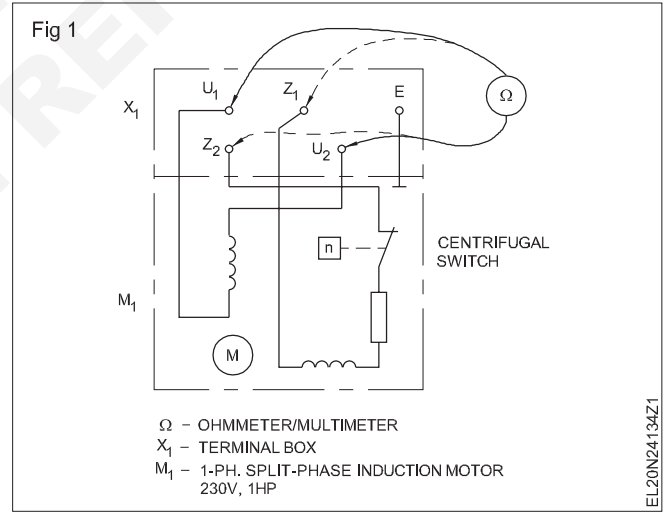 Fig 1
U1 Z1 E Ω
X1
Z2 U2
n
CENTRIFUGAL
SWITCH
M1
M
Ω – OHMMETER/MULTIMETER
X1 – TERMINAL BOX
M1 – 1-PH. SPLIT-PHASE INDUCTION MOTOR
230V, 1HP
EL20N24134Z1